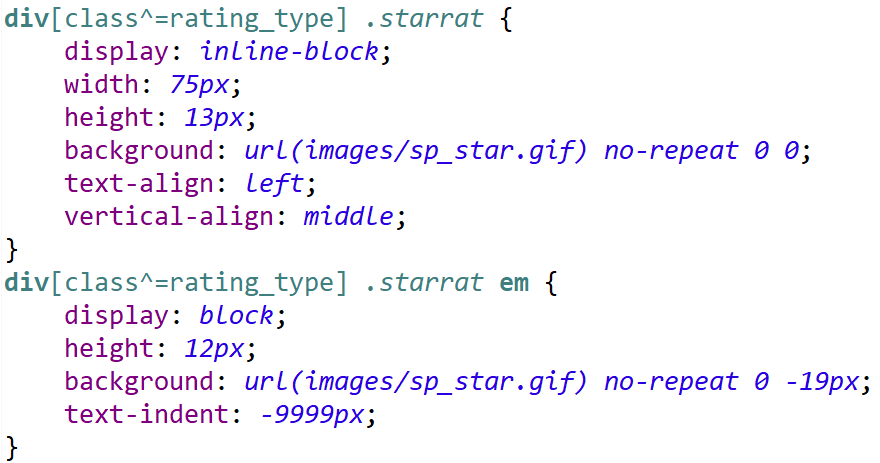 div[class^=rating_type] .starrat {
    display: inline-block;
    width: 75px;
    height: 13px;
    background: url(images/sp_star.gif) no-repeat 0 0;
    text-align: left;
    vertical-align: middle;
}
div[class^=rating_type] .starrat em {
    display: block;
    height: 12px;
    background: url(images/sp_star.gif) no-repeat 0 -19px;
    text-indent: -9999px;
}